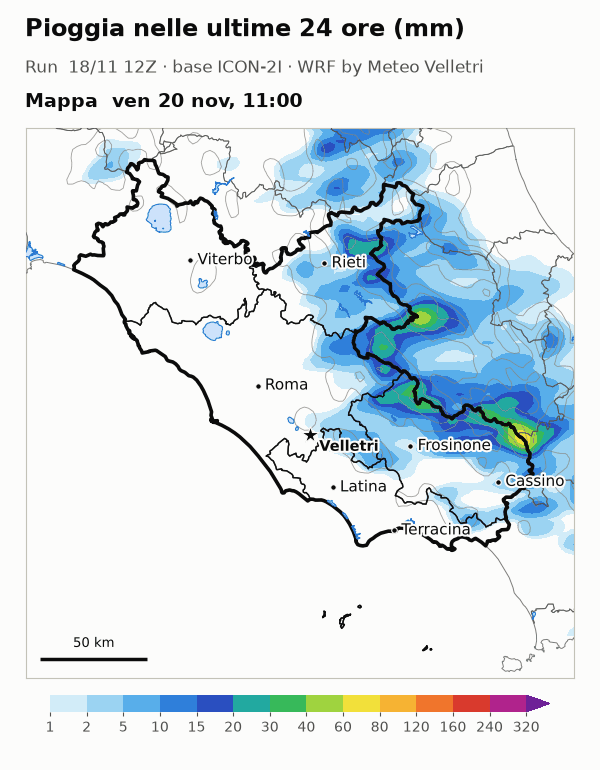 Pioggia nelle ultime 24 ore (mm)
Run  18/11 12Z · base ICON-2I · WRF by Meteo Velletri
Mappa  ven 20 nov, 11:00
Viterbo
Rieti
Roma
Velletri
Frosinone
Latina
Cassino
Terracina
50 km
1 2 5 10 15 20 30 40 60 80 120 160 240 320